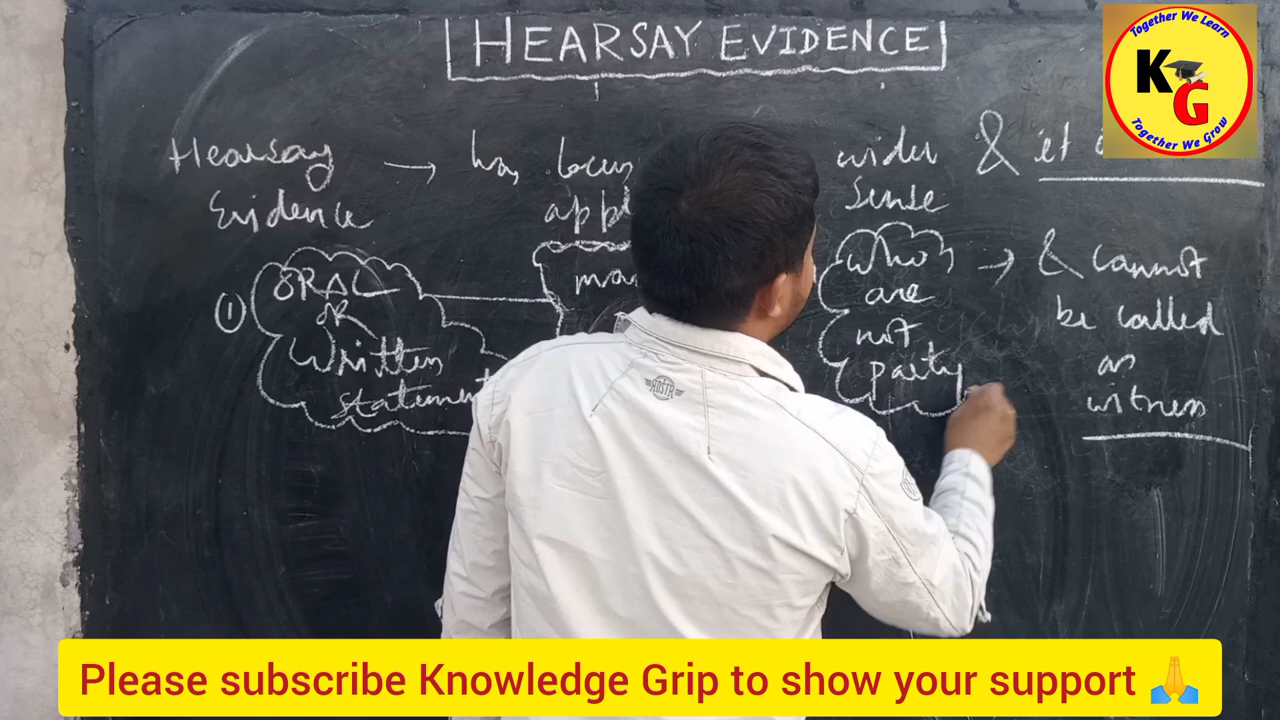 HEARSAY EVIDENCE
Together We Learn
KG
Together We Grow
Hearsay → has been wider & it
Evidence Sense
① ORAL
OR
Written
statement
who
are
not
party
→ & cannot
be called
as
witness
RDSTR
Please subscribe Knowledge Grip to show your support 🙏